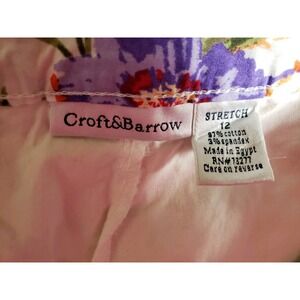 Croft&Barrow
STRETCH
12
97% cotton
3% spandex
Made in Egypt
RN#73277
Care on reverse